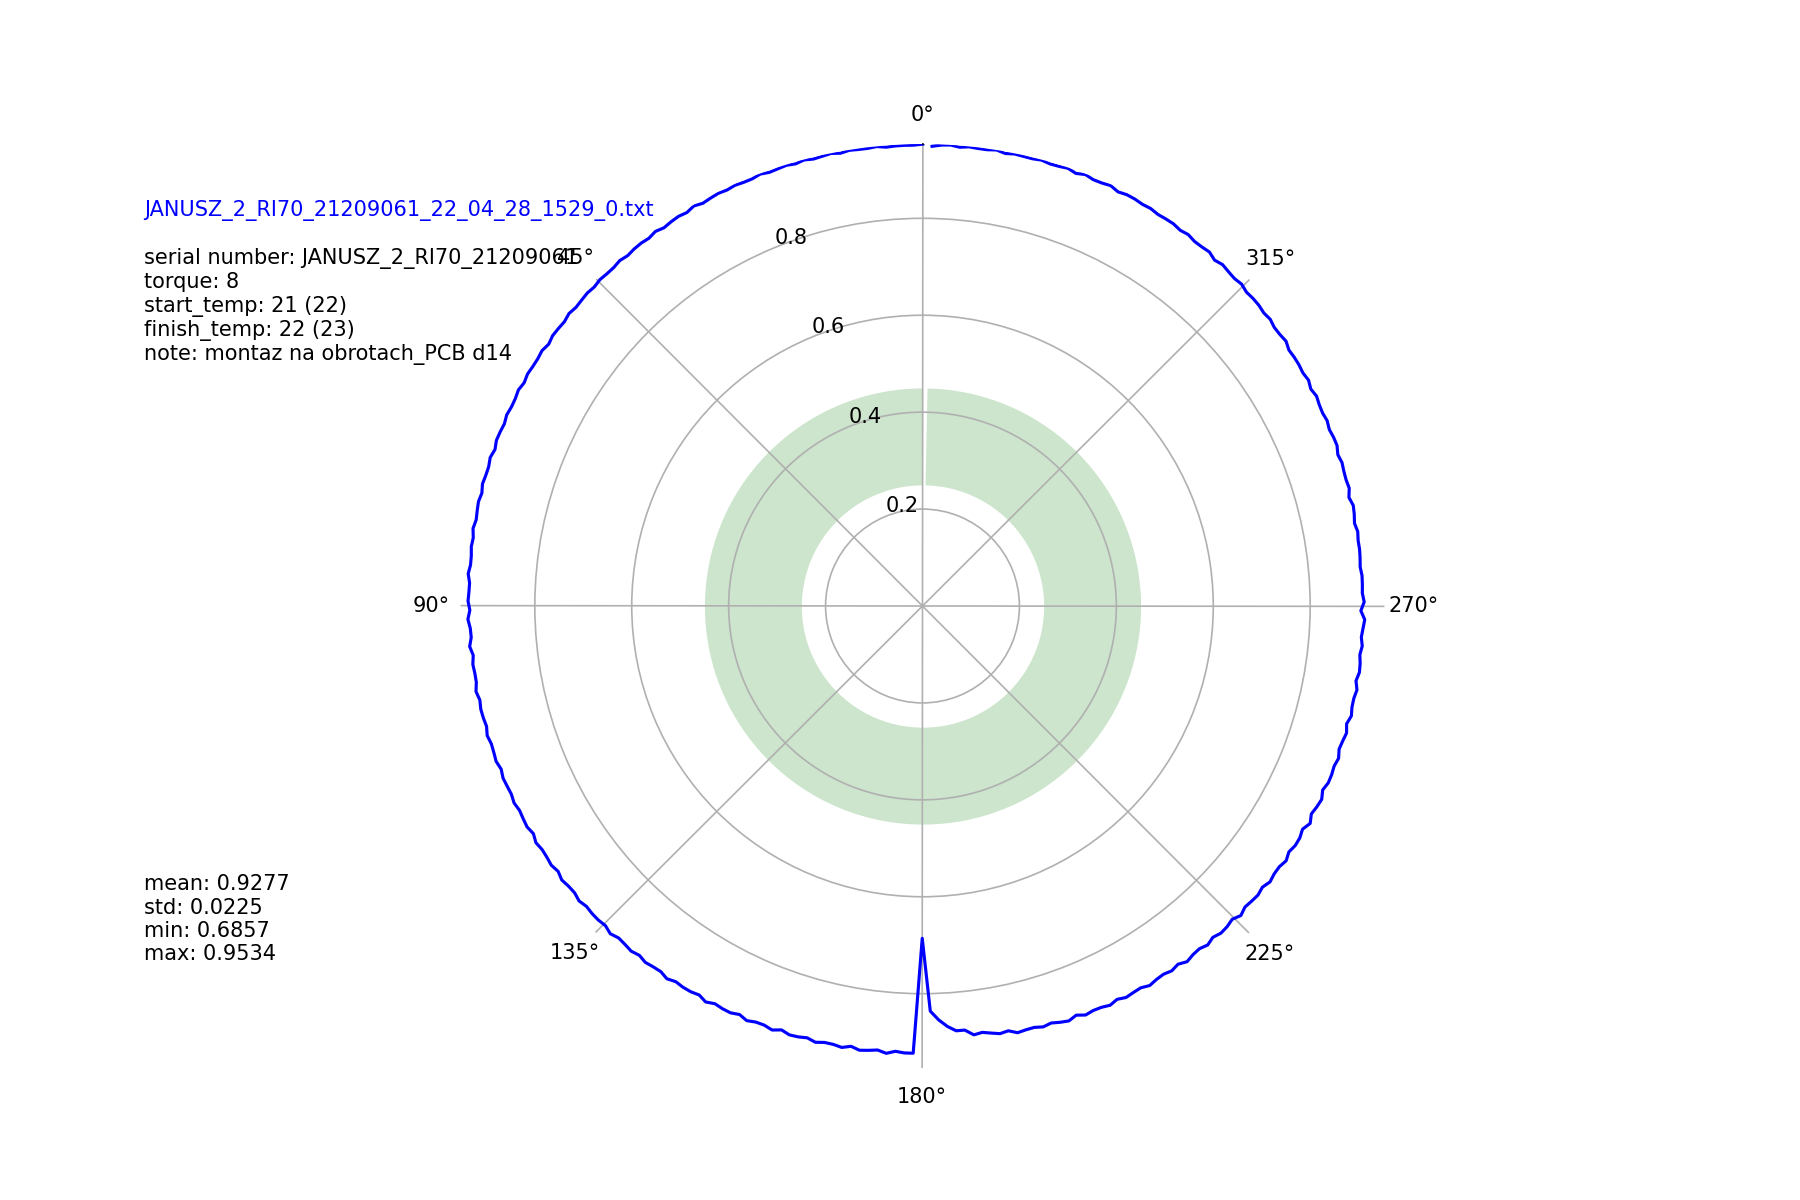 0°
JANUSZ_2_RI70_21209061_22_04_28_1529_0.txt
0.8
serial number: JANUSZ_2_RI70_21209061
45°
315°
torque: 8
start_temp: 21 (22)
finish_temp: 22 (23)
0.6
note: montaz na obrotach_PCB d14
0.4
0.2
90°
270°
mean: 0.9277
std: 0.0225
min: 0.6857
max: 0.9534
135°
225°
180°